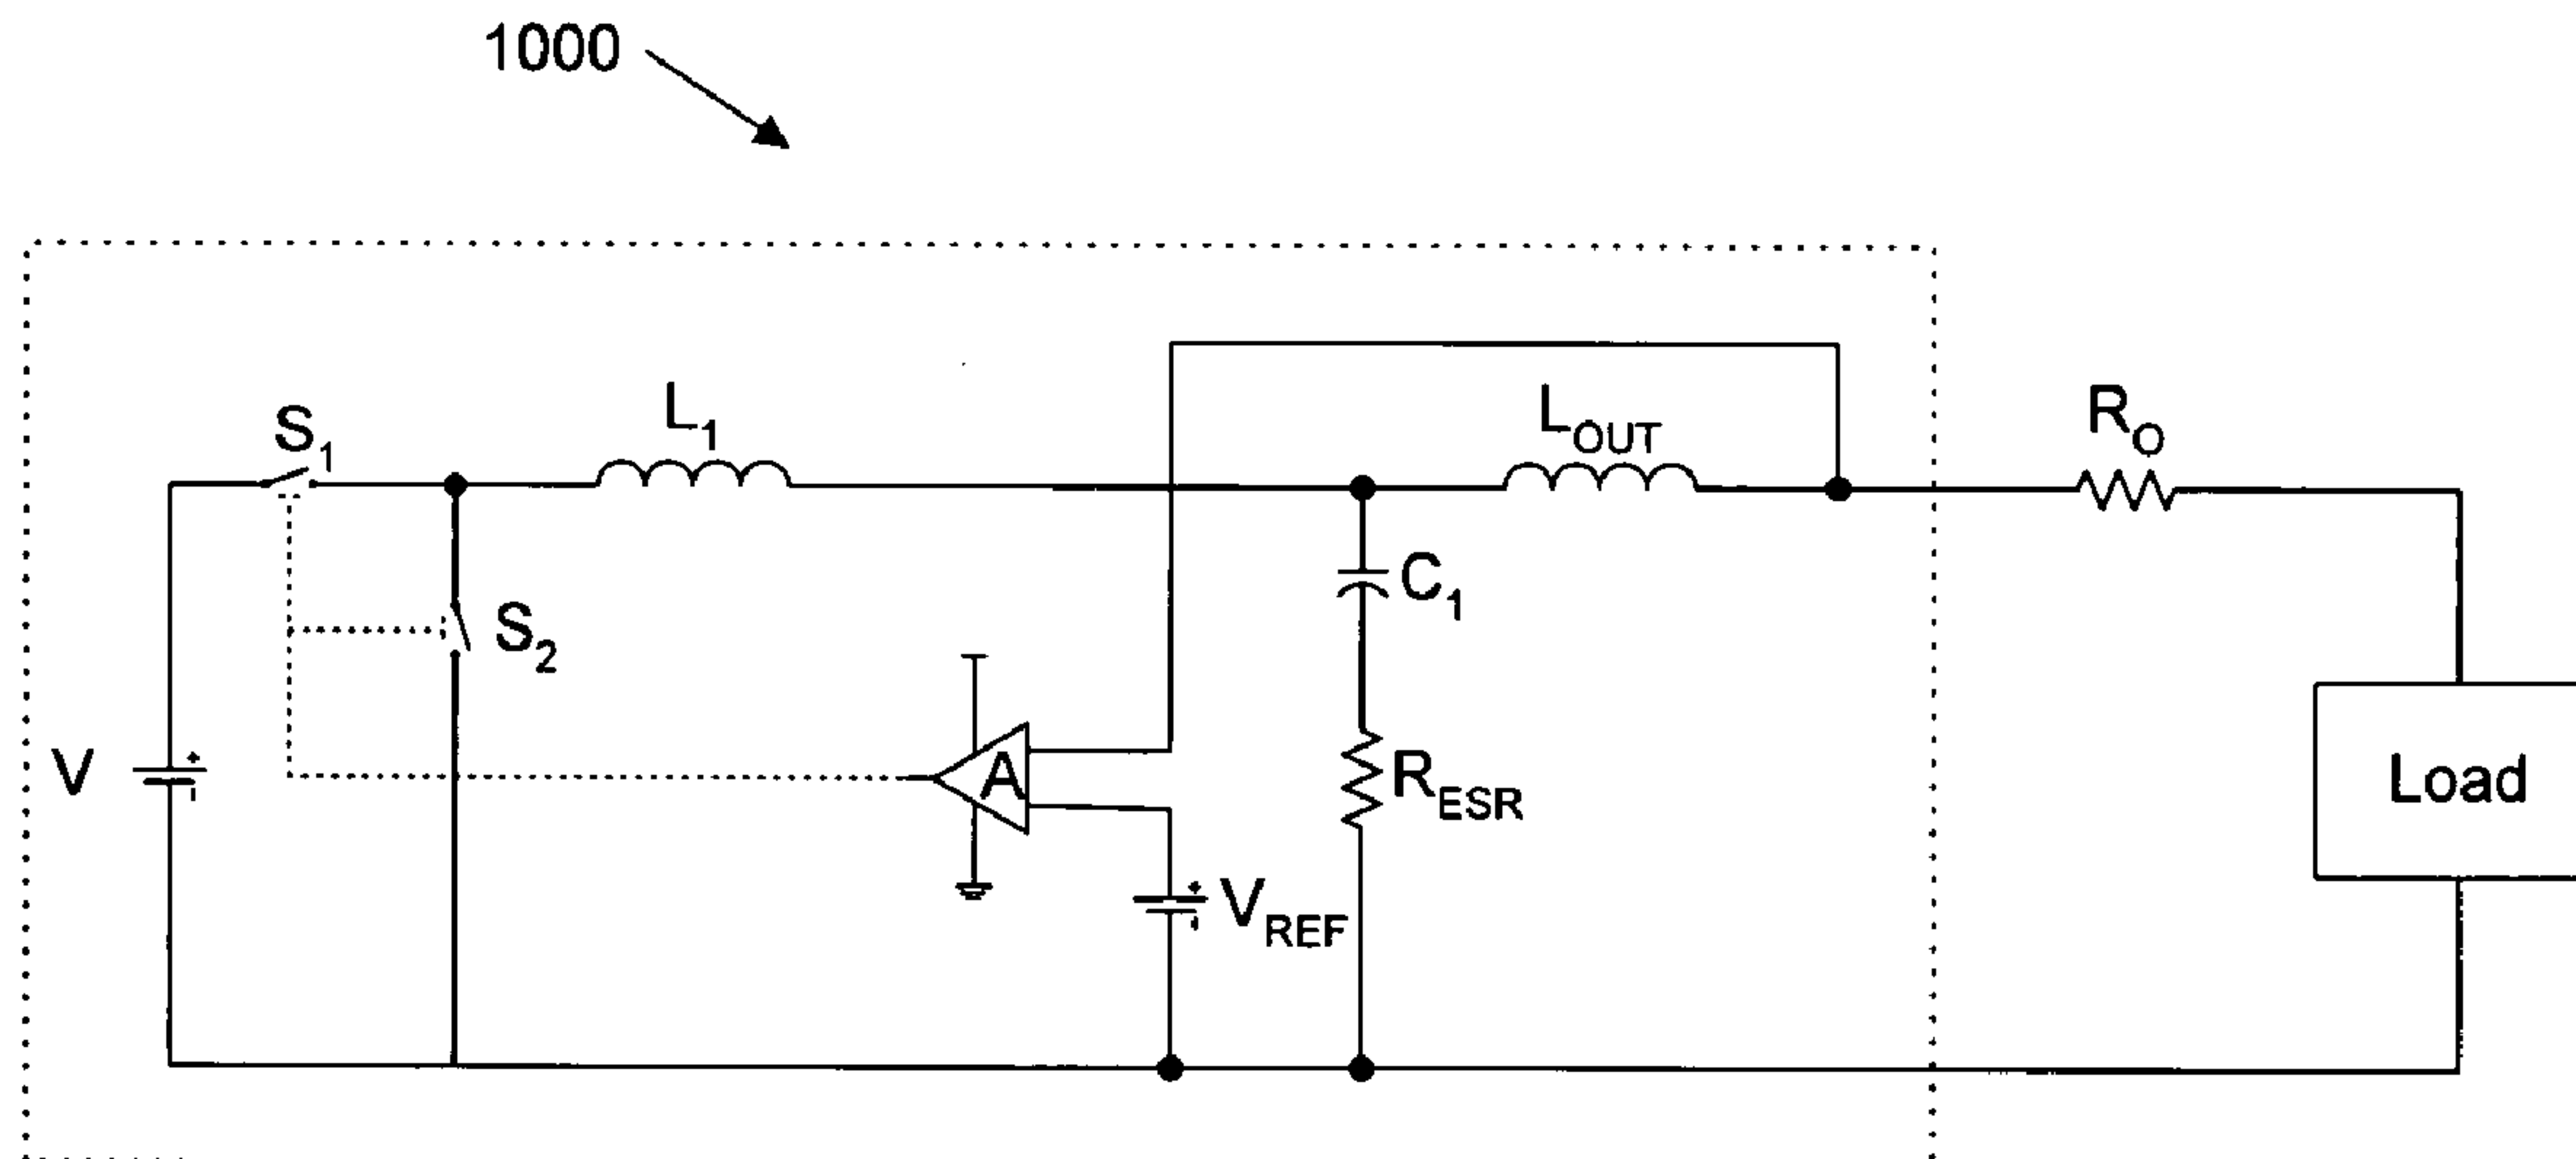 1000
S1
L1
LOUT
RO
C1
S2
V
+
-
A
RESR
Load
+
-
VREF